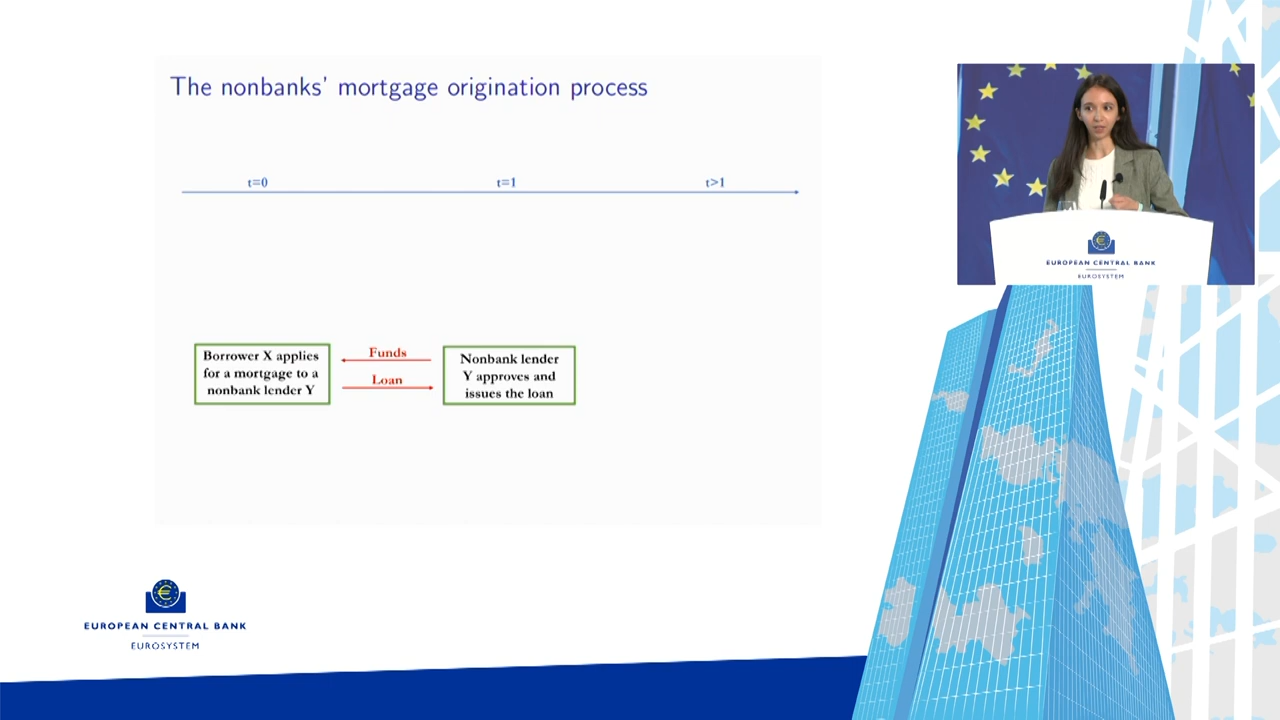 The nonbanks' mortgage origination process
t=0
t=1
t>1
Borrower X applies
for a mortgage to a
nonbank lender Y
Funds
Loan
Nonbank lender
Y approves and
issues the loan
EUROPEAN CENTRAL BANK
EUROSYSTEM
EUROPEAN CENTRAL BANK
EUROSYSTEM